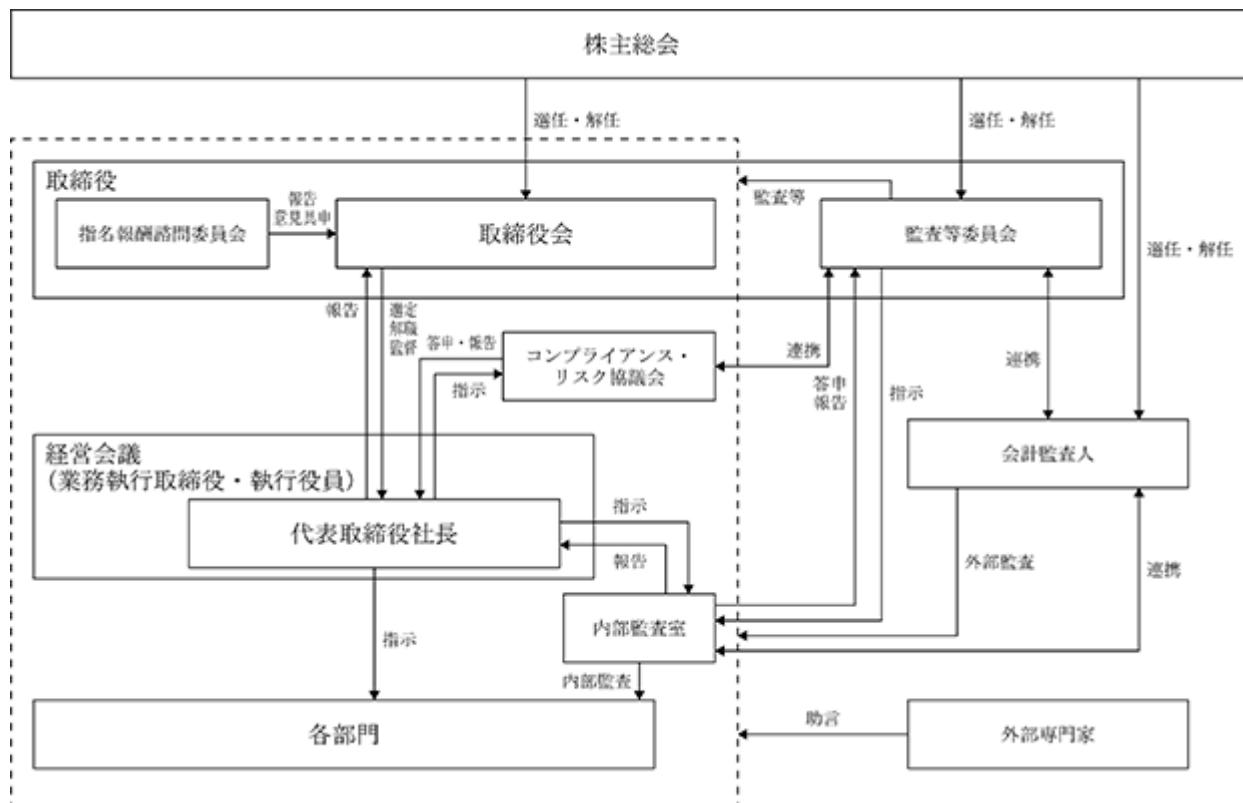 株主総会
選任・解任
選任・解任
選任・解任
取締役
指名報酬諮問委員会
報告
意見具申
取締役会
監査等
監査等委員会
報告
選定
解職
監督
答申・報告
指示
コンプライアンス・
リスク協議会
連携
答申
報告
指示
連携
会計監査人
経営会議
(業務執行取締役・執行役員)
代表取締役社長
指示
報告
内部監査室
外部監査
連携
指示
内部監査
各部門
助言
外部専門家